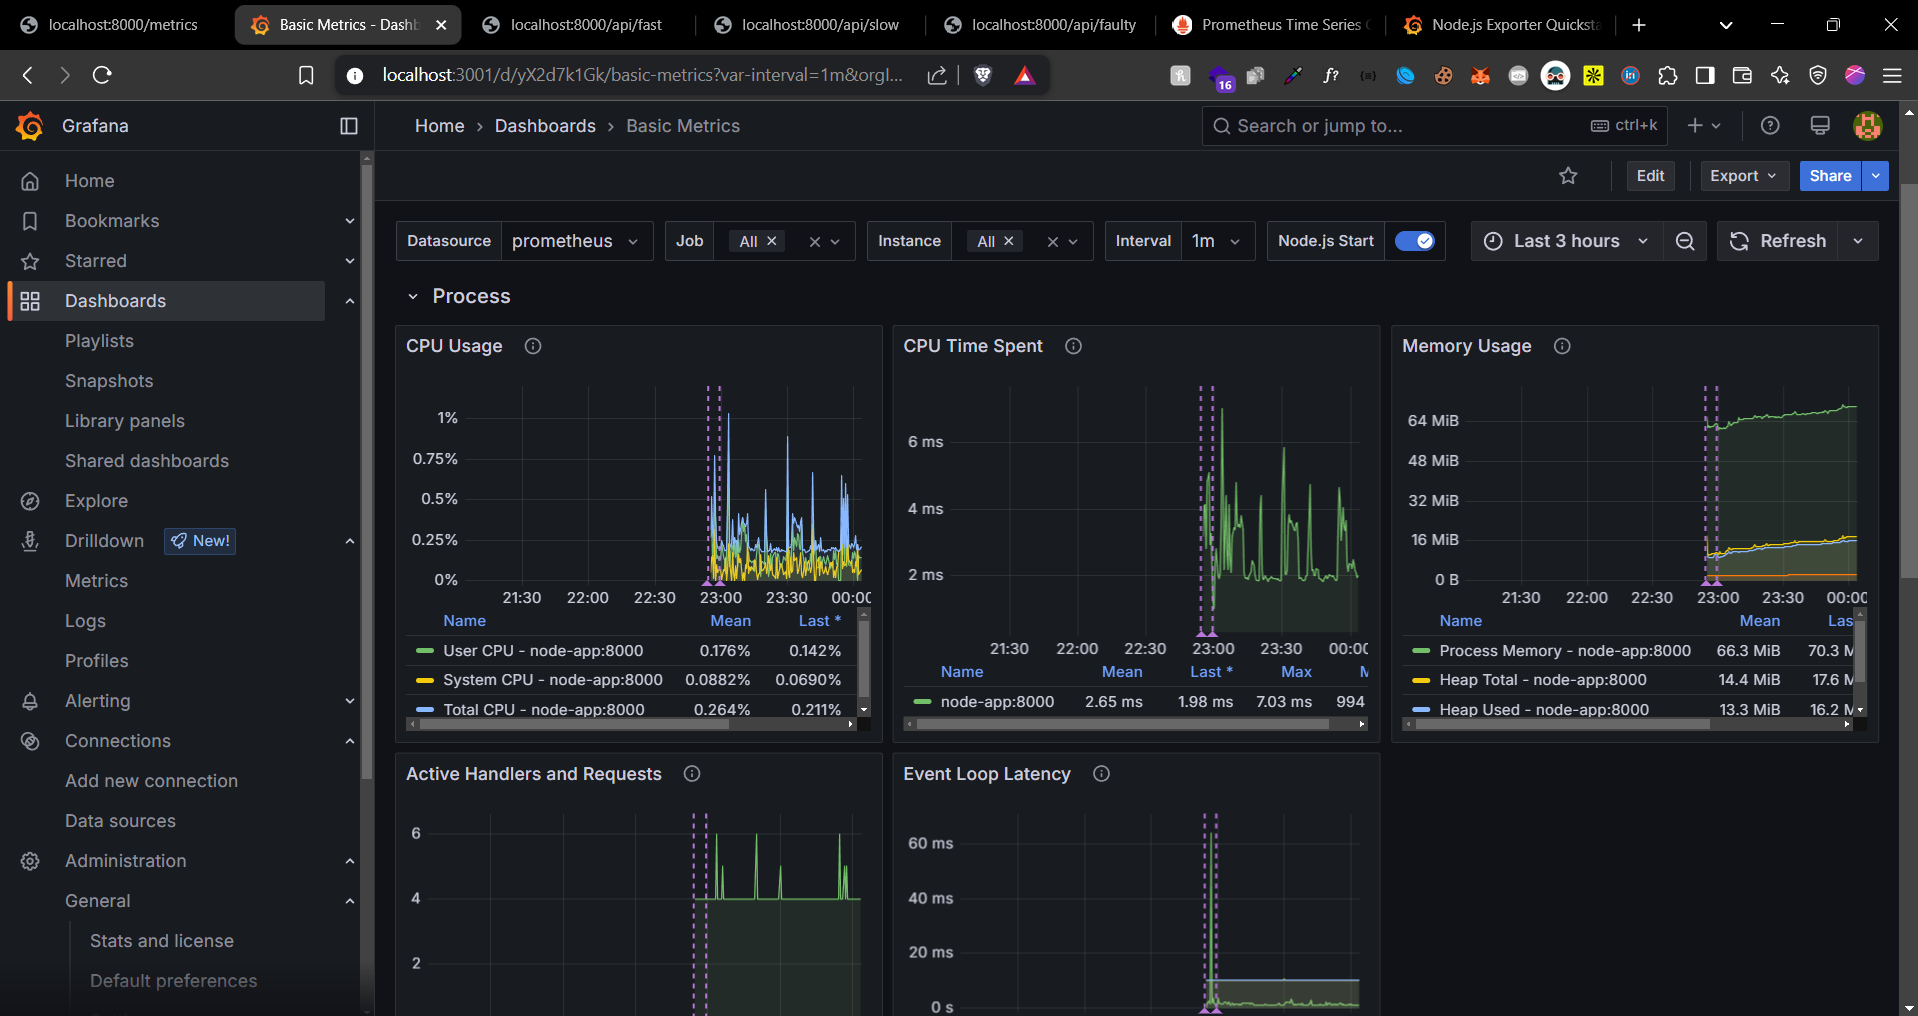 localhost:8000/metrics
Basic Metrics - Dashb
localhost:8000/api/fast
localhost:8000/api/slow
localhost:8000/api/faulty
Prometheus Time Series
Node.js Exporter Quicksta
localhost:3001/d/yX2d7k1Gk/basic-metrics?var-interval=1m&orgI...
16
f?
Grafana
Home › Dashboards › Basic Metrics
Search or jump to...
ctrl+k
Edit
Export
Share
Home
Bookmarks
Starred
Dashboards
Playlists
Snapshots
Library panels
Shared dashboards
Explore
Drilldown
New!
Metrics
Logs
Profiles
Alerting
Connections
Add new connection
Data sources
Administration
General
Stats and license
Default preferences
Datasource prometheus
Job All
Instance All
Interval 1m
Node.js Start
Last 3 hours
Refresh
Process
CPU Usage
1%
0.75%
0.5%
0.25%
0%
21:30 22:00 22:30 23:00 23:30 00:00
Name Mean Last *
User CPU - node-app:8000 0.176% 0.142%
System CPU - node-app:8000 0.0882% 0.0690%
Total CPU - node-app:8000 0.264% 0.211%
CPU Time Spent
6 ms
4 ms
2 ms
21:30 22:00 22:30 23:00 23:30 00:00
Name Mean Last * Max M
node-app:8000 2.65 ms 1.98 ms 7.03 ms 994
Memory Usage
64 MiB
48 MiB
32 MiB
16 MiB
0 B
21:30 22:00 22:30 23:00 23:30 00:00
Name Mean Las
Process Memory - node-app:8000 66.3 MiB 70.3 M
Heap Total - node-app:8000 14.4 MiB 17.6 M
Heap Used - node-app:8000 13.3 MiB 16.2 M
Active Handlers and Requests
6
4
2
Event Loop Latency
60 ms
40 ms
20 ms
0 s